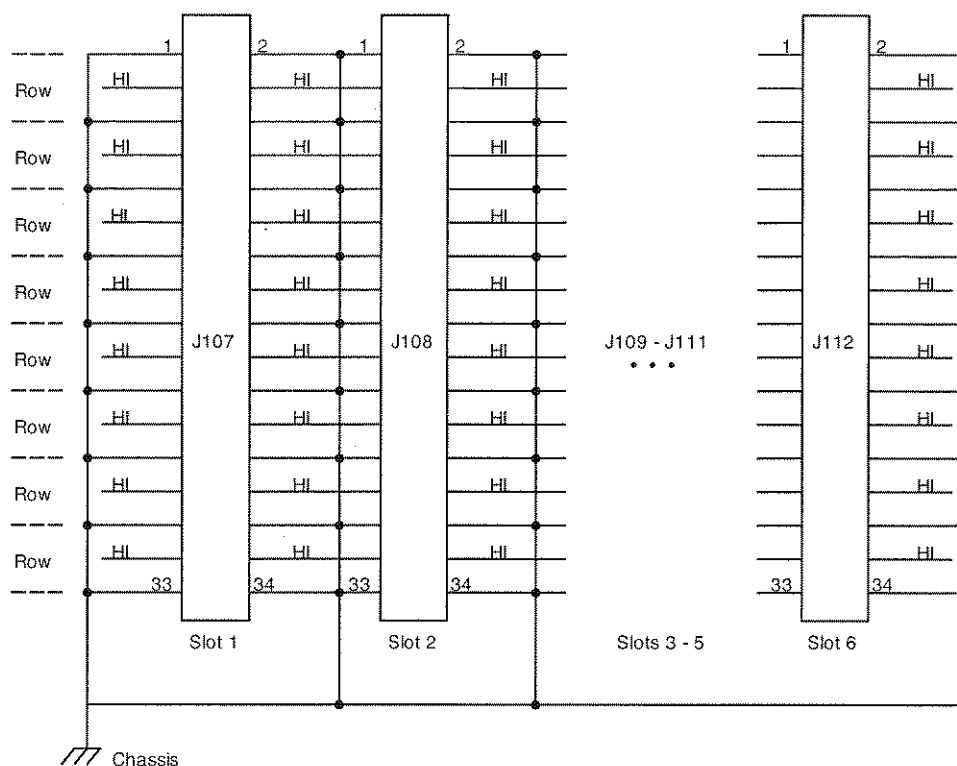 1 2 1 2 1 2
Row HI HI HI HI
Row HI HI HI HI
Row HI HI HI HI
Row HI HI HI HI
J107 J108 J109 - J111 J112
Row HI HI HI HI
• • •
Row HI HI HI HI
Row HI HI HI HI
Row HI HI HI HI
33 34 33 34 33 34
Slot 1 Slot 2 Slots 3 - 5 Slot 6
Chassis